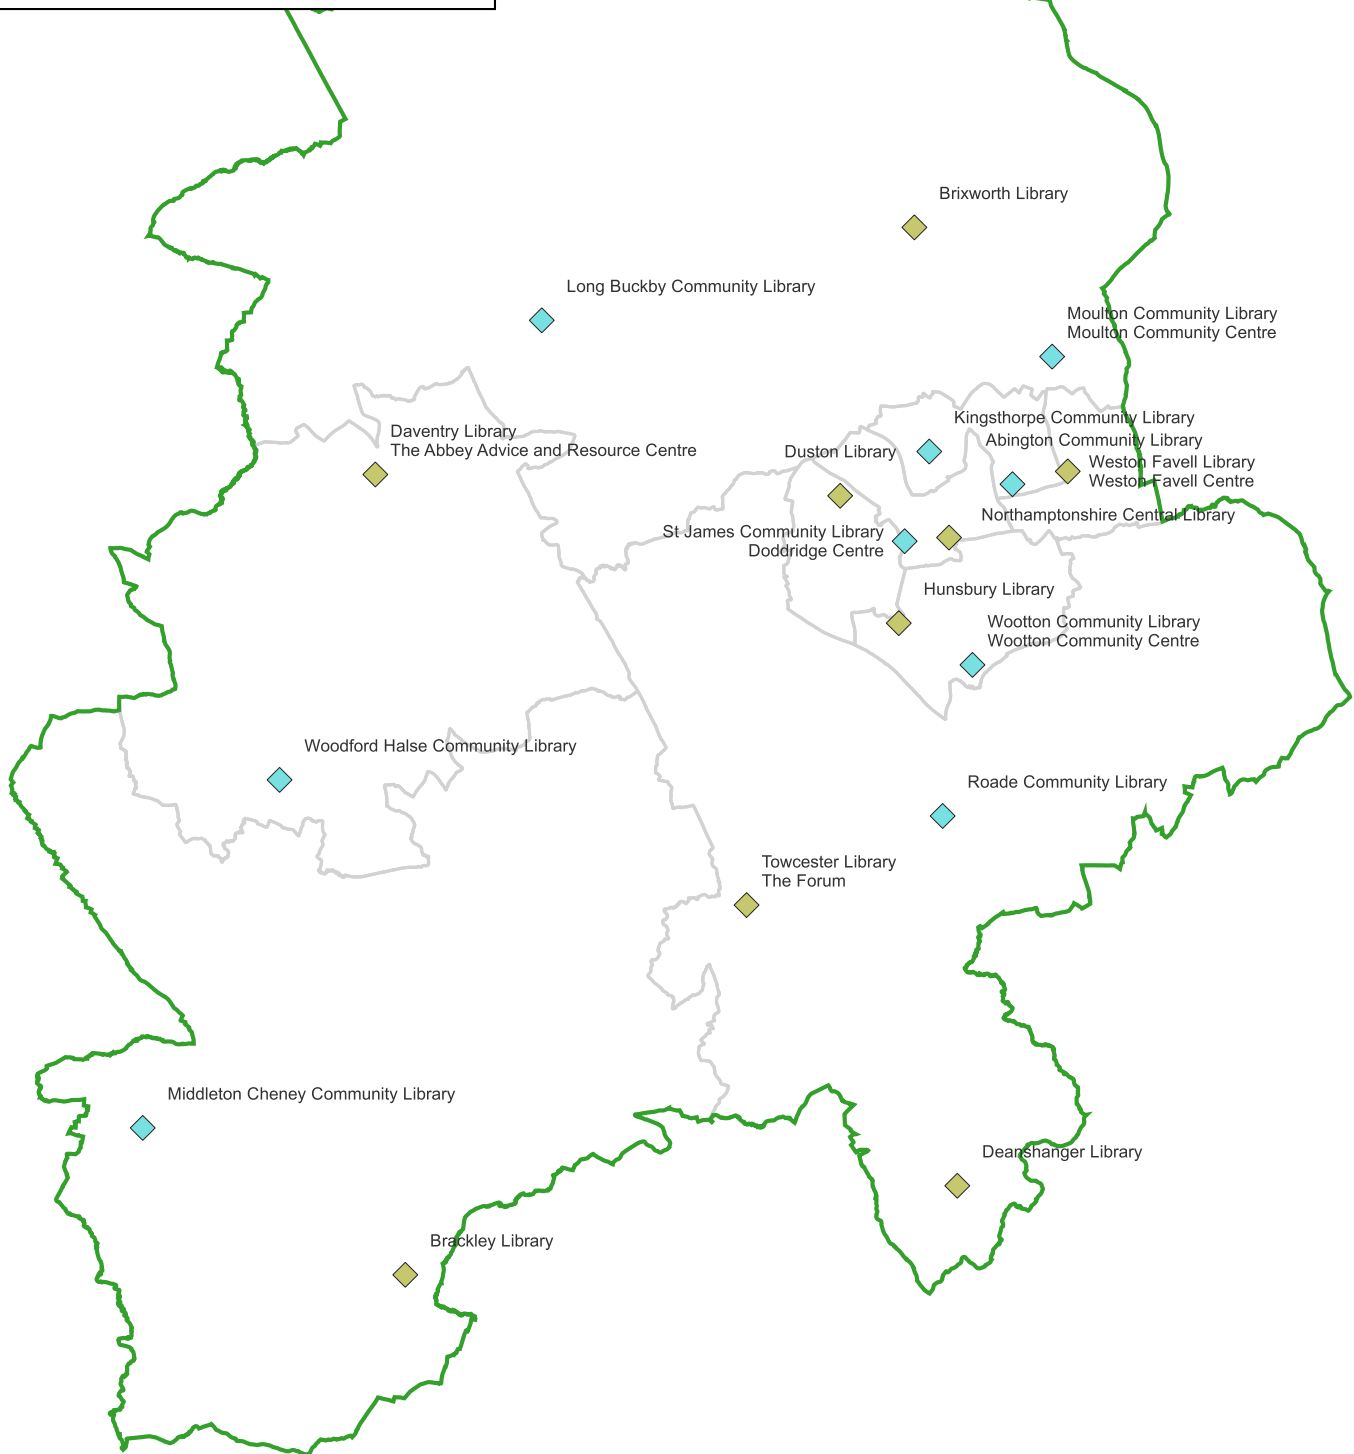 Brixworth Library
Long Buckby Community Library
Moulton Community Library
Moulton Community Centre
Kingsthorpe Community Library
Daventry Library
The Abbey Advice and Resource Centre
Abington Community Library
Duston Library
Weston Favell Library
Weston Favell Centre
Northamptonshire Central Library
St James Community Library
Doddridge Centre
Hunsbury Library
Wootton Community Library
Wootton Community Centre
Woodford Halse Community Library
Roade Community Library
Towcester Library
The Forum
Middleton Cheney Community Library
Deanshanger Library
Brackley Library